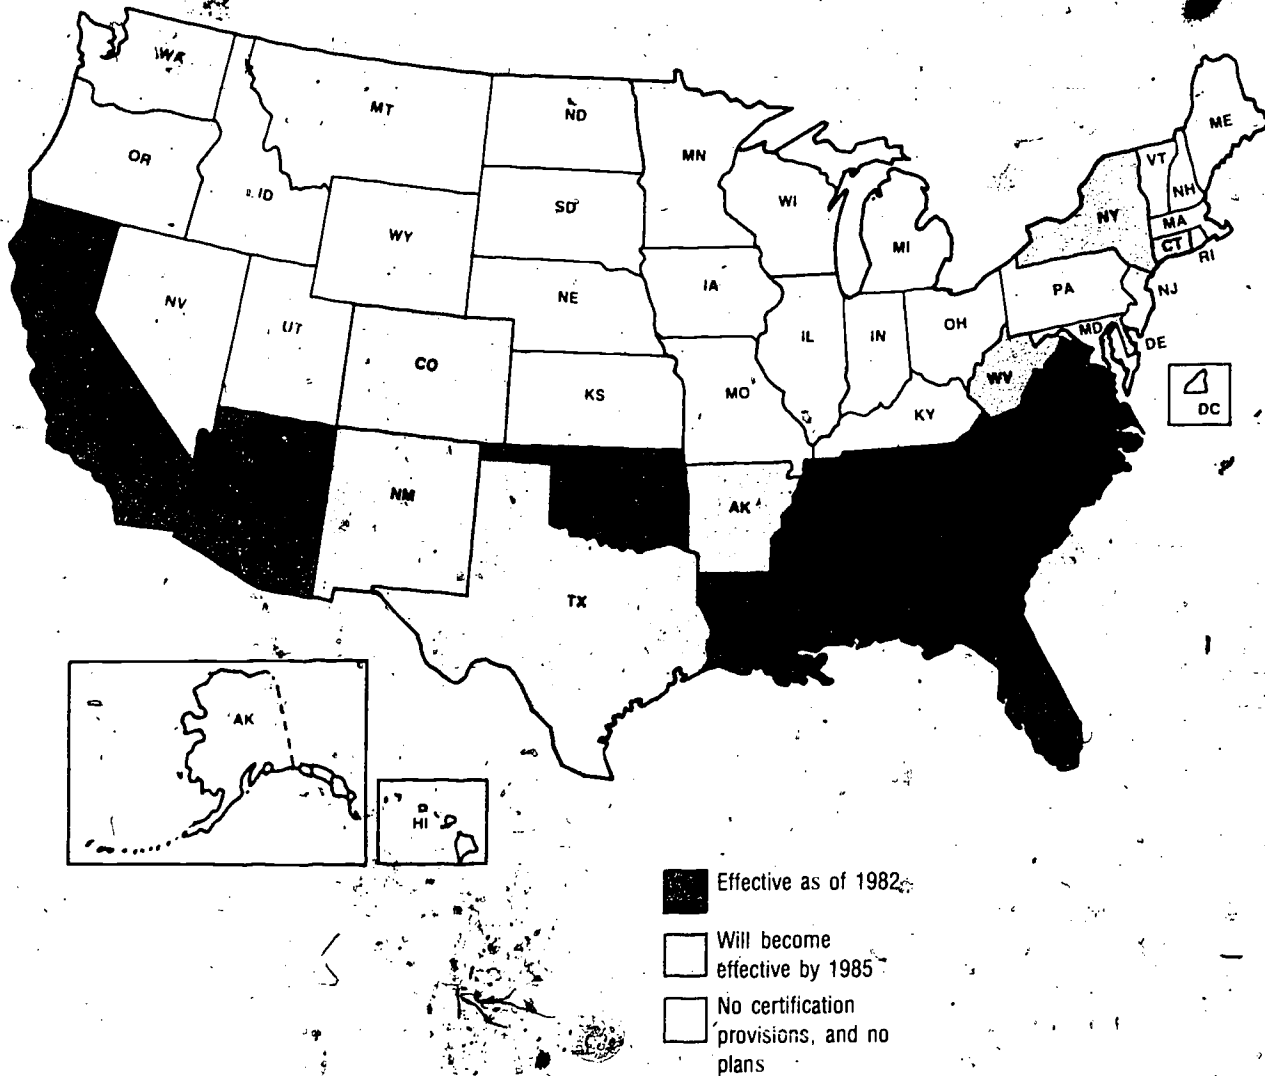 WA
MT
ND
MN
ME
OR
ID
SD
WI
MI
VT
NH
NY
MA
CT
RI
WY
NV
UT
NE
IA
PA
NJ
CO
KS
MO
IL
IN
OH
MD
DE
WV
KY
DC
NM
AK
TX
AK
HI
Effective as of 1982
Will become
effective by 1985
No certification
provisions, and no
plans